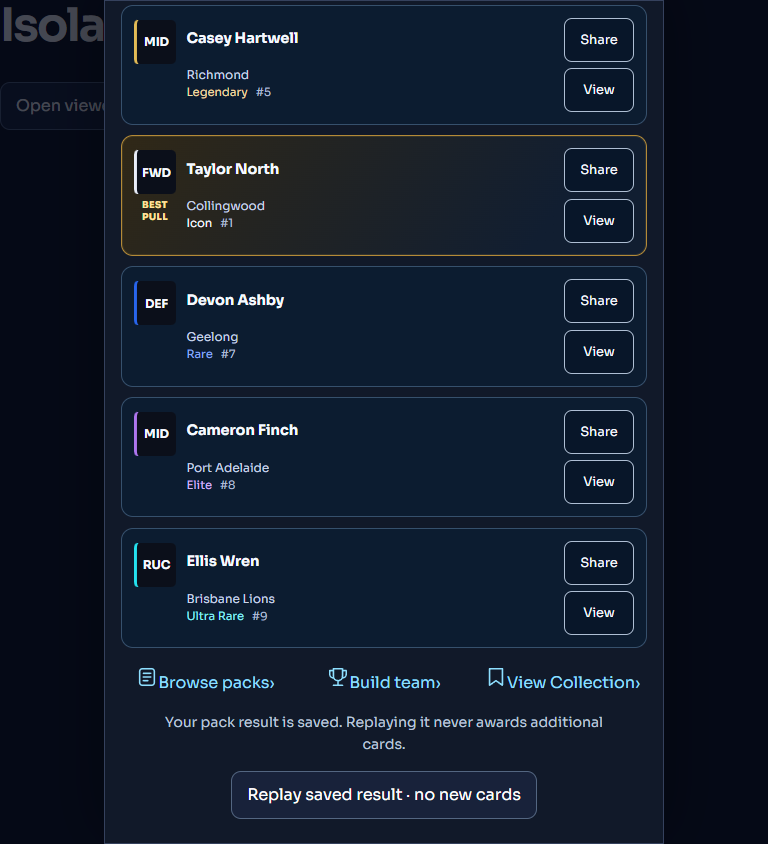 Isola
Open viewe
MID
Casey Hartwell
Richmond
Legendary #5
Share
View
FWD
BEST
PULL
Taylor North
Collingwood
Icon #1
Share
View
DEF
Devon Ashby
Geelong
Rare #7
Share
View
MID
Cameron Finch
Port Adelaide
Elite #8
Share
View
RUC
Ellis Wren
Brisbane Lions
Ultra Rare #9
Share
View
Browse packs›
Build team›
View Collection›
Your pack result is saved. Replaying it never awards additional
cards.
Replay saved result · no new cards